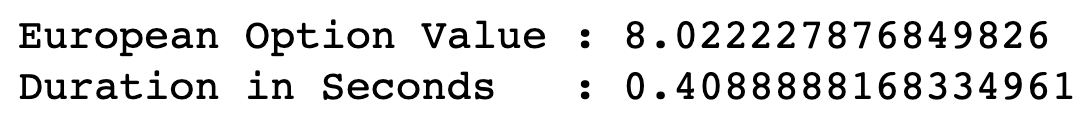 European Option Value : 8.022227876849826
Duration in Seconds   : 0.4088888168334961